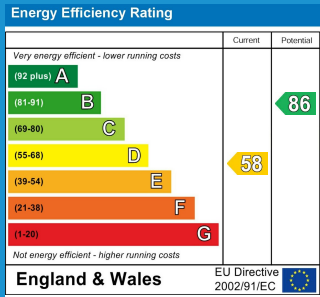 Energy Efficiency Rating
Current Potential
Very energy efficient - lower running costs
(92 plus) A
(81-91) B
86
(69-80) C
(55-68) D
58
(39-54) E
(21-38) F
(1-20) G
Not energy efficient - higher running costs
England & Wales
EU Directive
2002/91/EC